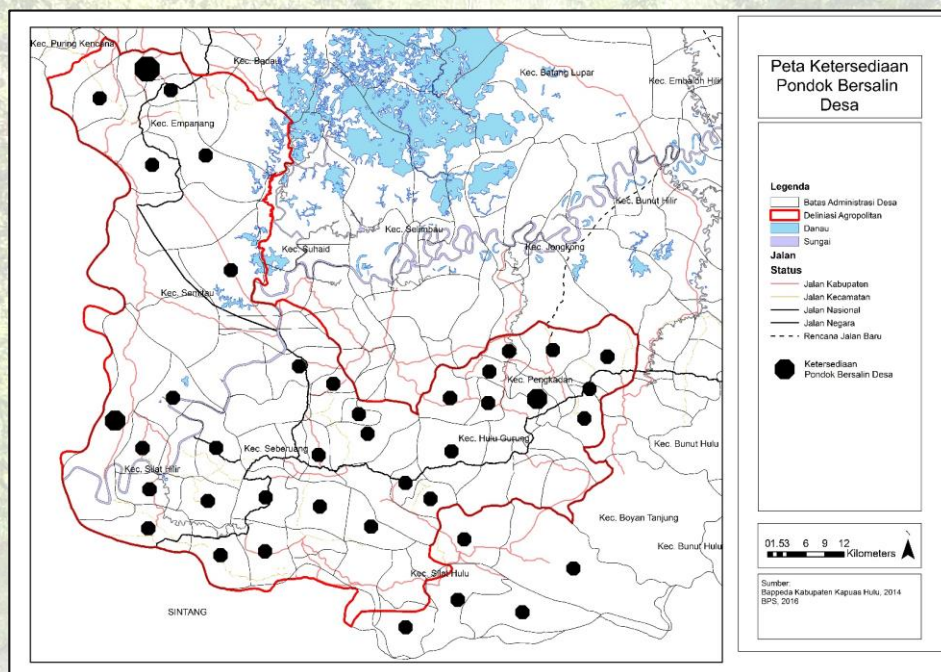 Kec. Puring Kencana
Kec. Badau
Kec. Batang Lupar
Kec. Embaloh Hilir
Kec. Empanang
Kec. Bunut Hilir
Kec. Selimbau
Kec. Suhaid
Kec. Jongkong
Kec. Semitau
Kec. Pengkadan
Kec. Hulu Gurung
Kec. Bunut Hulu
Kec. Seberuang
Kec. Silat Hilir
Kec. Boyan Tanjung
Kec. Bunut Hulu
Kec. Silat Hulu
SINTANG
Peta Ketersediaan
Pondok Bersalin
Desa
Legenda
Batas Administrasi Desa
Deliniasi Agropolitan
Danau
Sungai
Jalan
Status
Jalan Kabupaten
Jalan Kecamatan
Jalan Nasional
Jalan Negara
Rencana Jalan Baru
Ketersediaan
Pondok Bersalin Desa
01.53 6 9 12
Kilometers
Sumber:
Bappeda Kabupaten Kapuas Hulu, 2014
BPS, 2016